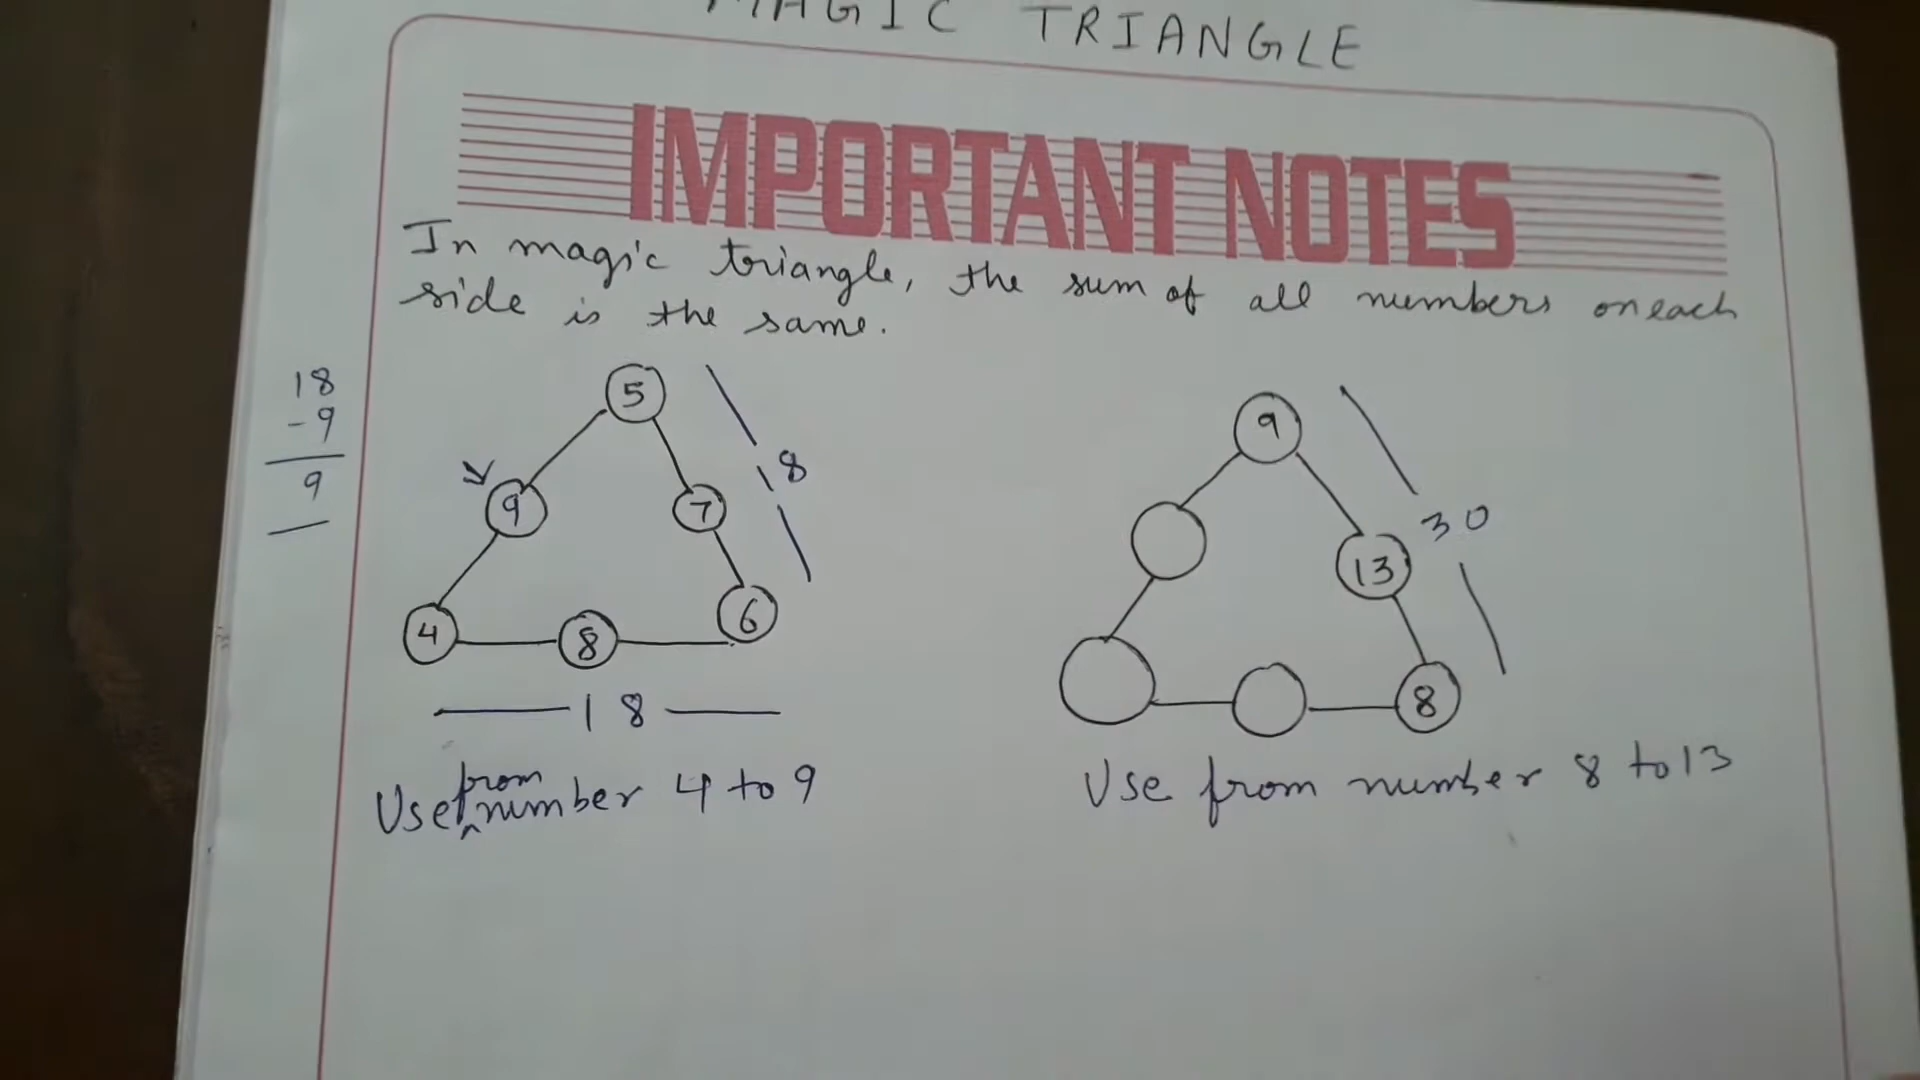 MAGIC TRIANGLE
IMPORTANT NOTES
In magic triangle, the sum of all numbers on each
side is the same.
18
-9
9
5
9
7
18
4
8
6
18
Use from number 4 to 9
9
13
30
8
Use from number 8 to 13